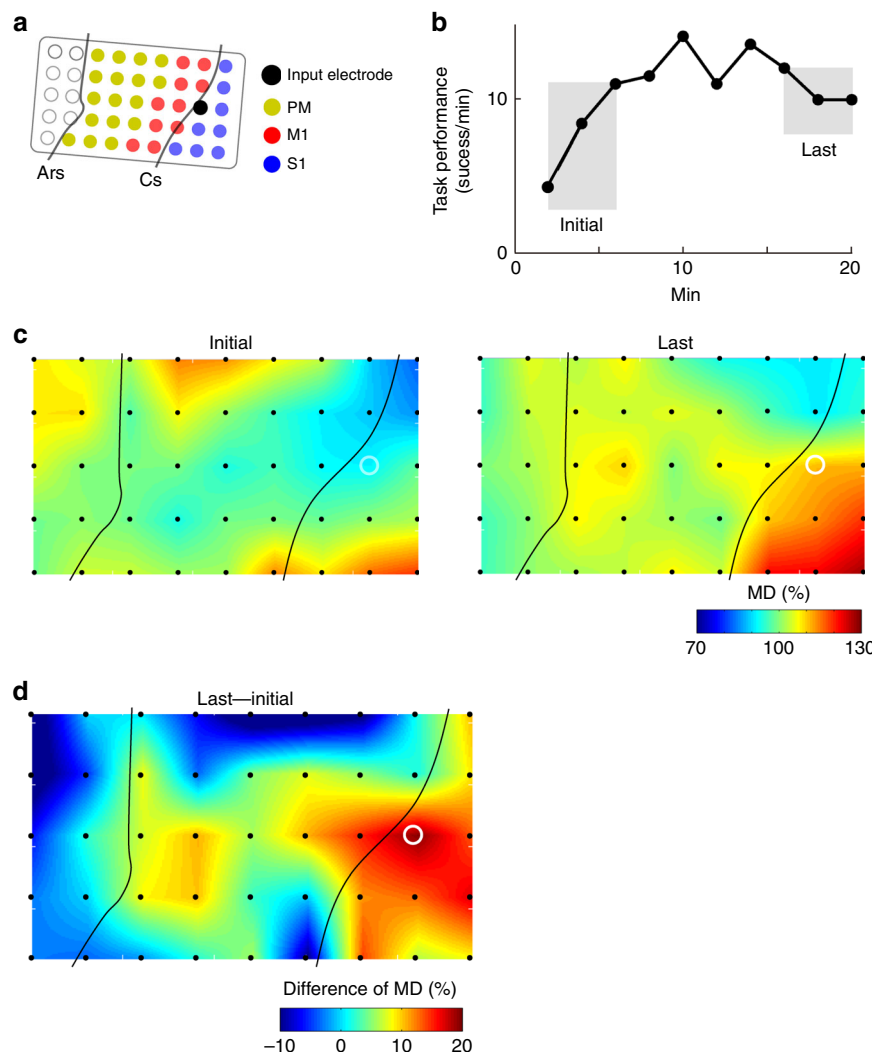 a
Input electrode
PM
M1
S1
Ars
Cs
b
Task performance
(sucess/min)
10
0
Initial
Last
0
10
20
Min
c
Initial
Last
MD (%)
70
100
130
d
Last—initial
Difference of MD (%)
–10
0
10
20